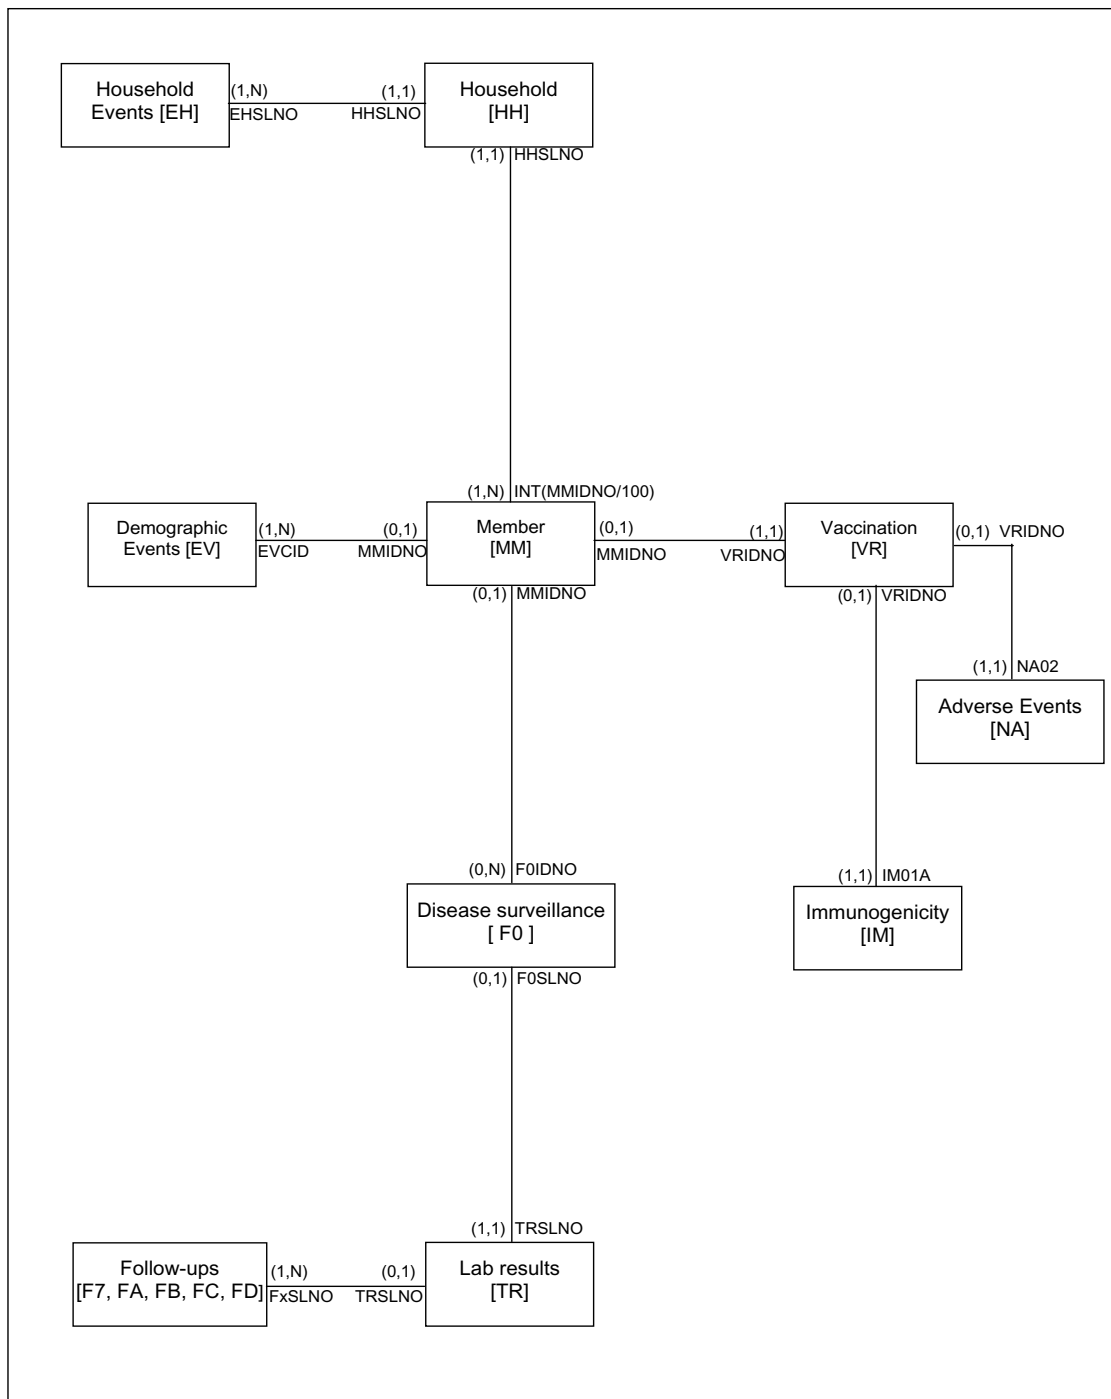 Household
Events [EH]
(1,N)
EHSLNO
(1,1)
HHSLNO
Household
[HH]
(1,1) HHSLNO
(1,N) INT(MMIDNO/100)
Demographic
Events [EV]
(1,N)
EVCID
(0,1)
MMIDNO
Member
[MM]
(0,1)
MMIDNO
(1,1)
VRIDNO
Vaccination
[VR]
(0,1) VRIDNO
(0,1) MMIDNO
(0,1) VRIDNO
(1,1) NA02
Adverse Events
[NA]
(0,N) F0IDNO
Disease surveillance
[ F0 ]
(0,1) F0SLNO
(1,1) IM01A
Immunogenicity
[IM]
(1,1) TRSLNO
Follow-ups
[F7, FA, FB, FC, FD]
(1,N)
FxSLNO
(0,1)
TRSLNO
Lab results
[TR]